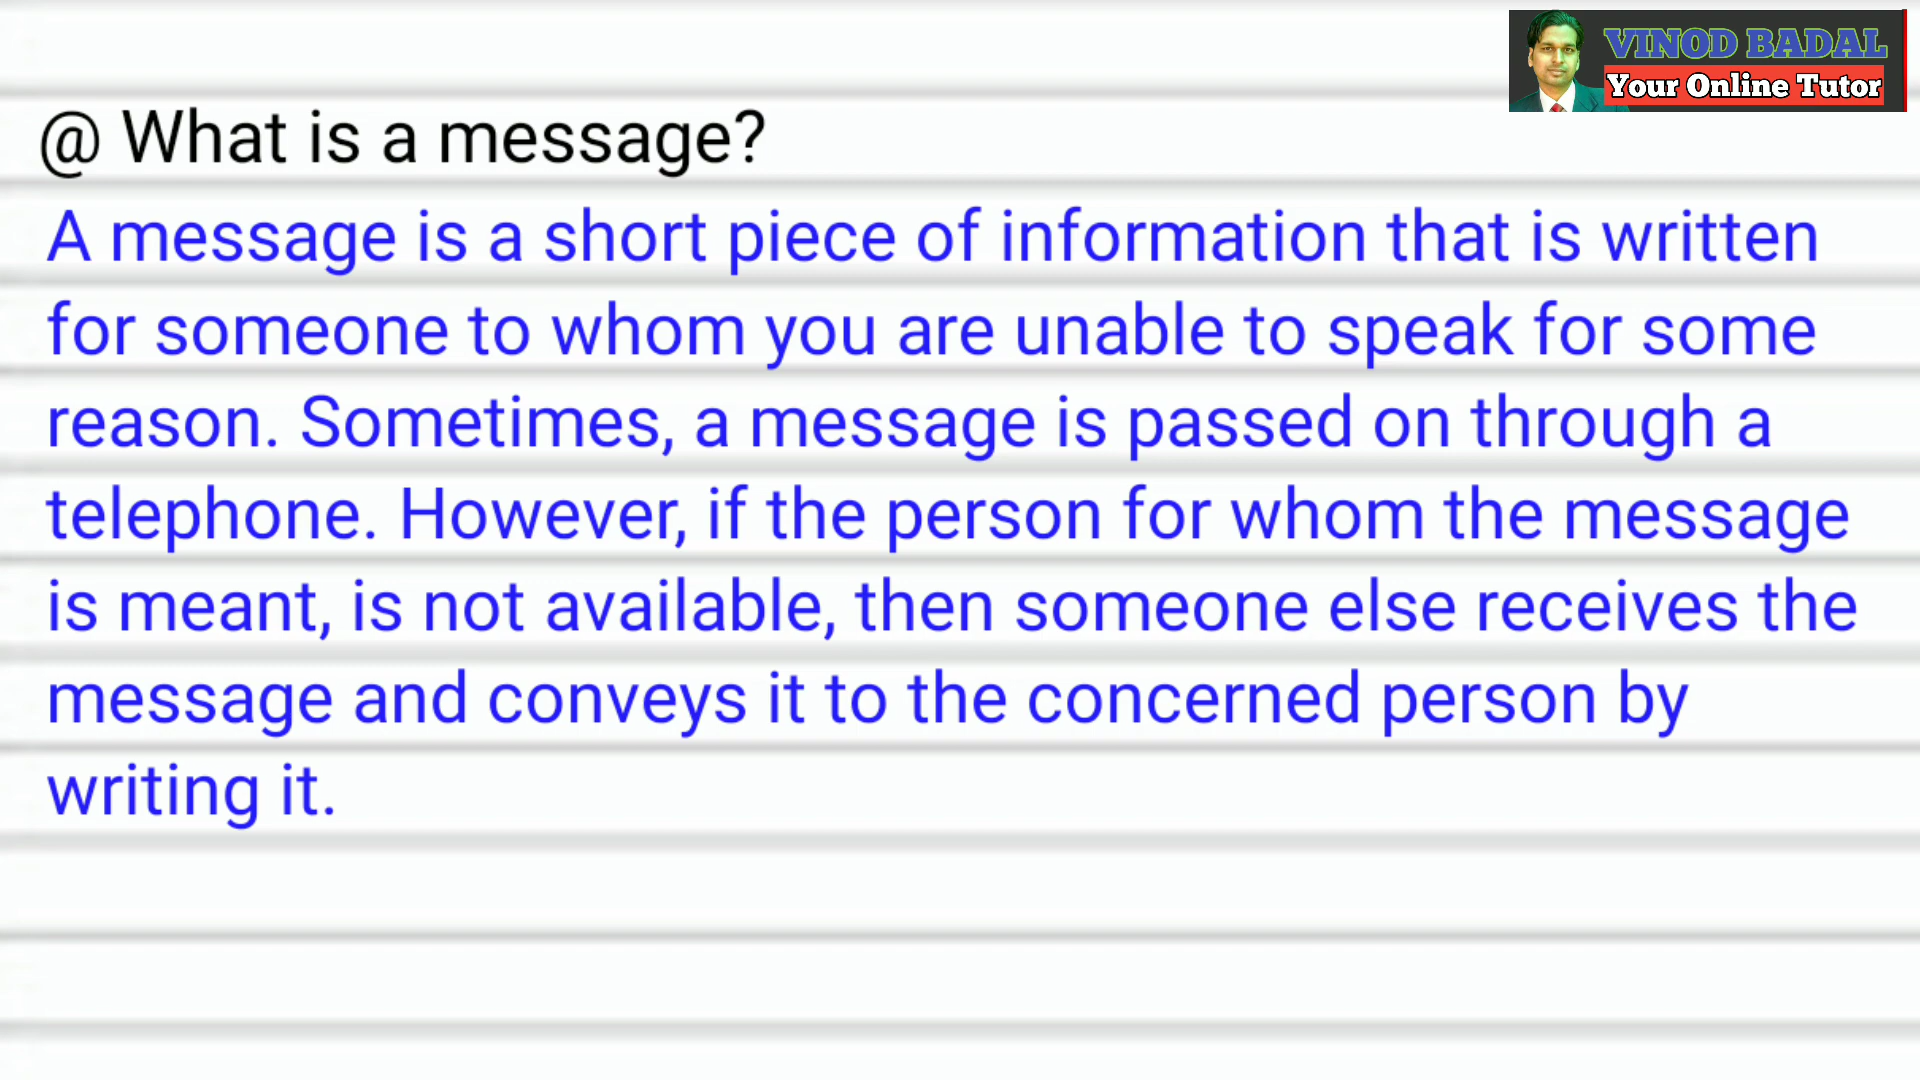 VINOD BADAL
Your Online Tutor
@ What is a message?
A message is a short piece of information that is written
for someone to whom you are unable to speak for some
reason. Sometimes, a message is passed on through a
telephone. However, if the person for whom the message
is meant, is not available, then someone else receives the
message and conveys it to the concerned person by
writing it.